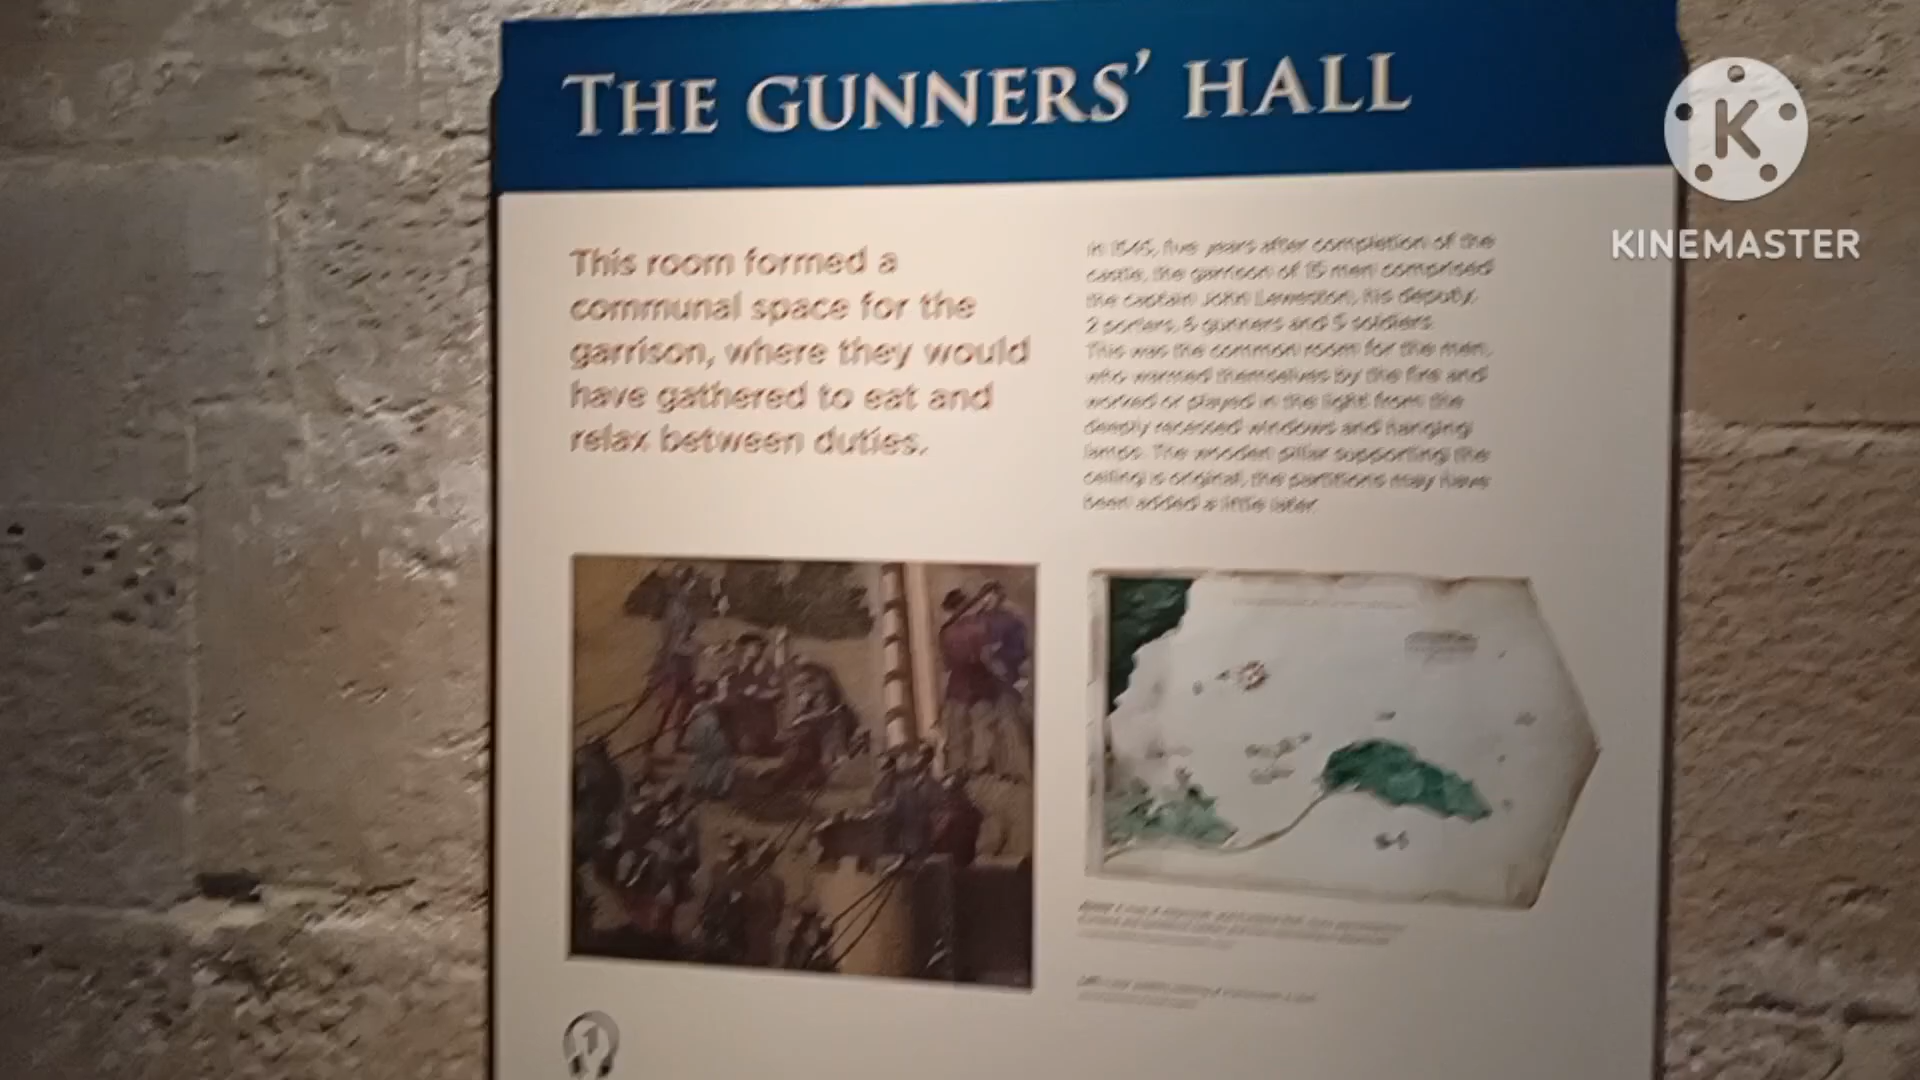 THE GUNNERS' HALL
This room formed a
communal space for the
garrison, where they would
have gathered to eat and
relax between duties.
In 1545, five years after completion of the
castle, the garrison of 15 men comprised
the captain John Leweston, his deputy,
2 porters, 6 gunners and 5 soldiers.
This was the common room for the men,
who warmed themselves by the fire and
worked or played in the light from the
deeply recessed windows and hanging
lamps. The wooden pillar supporting the
ceiling is original, the partitions may have
been added a little later.
1
K
KINEMASTER